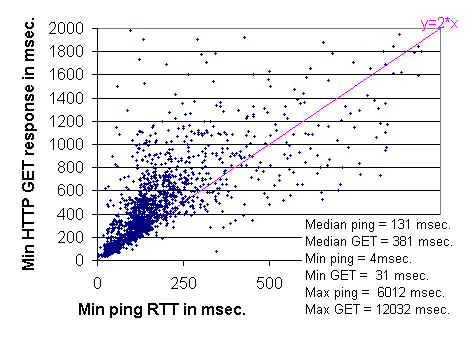 y=2*x
Min HTTP GET response in msec.
2000
1800
1600
1400
1200
1000
800
600
400
200
0
0
250
500
Min ping RTT in msec.
Median ping = 131 msec.
Median GET = 381 msec.
Min ping = 4msec.
Min GET = 31 msec.
Max ping = 6012 msec.
Max GET = 12032 msec.